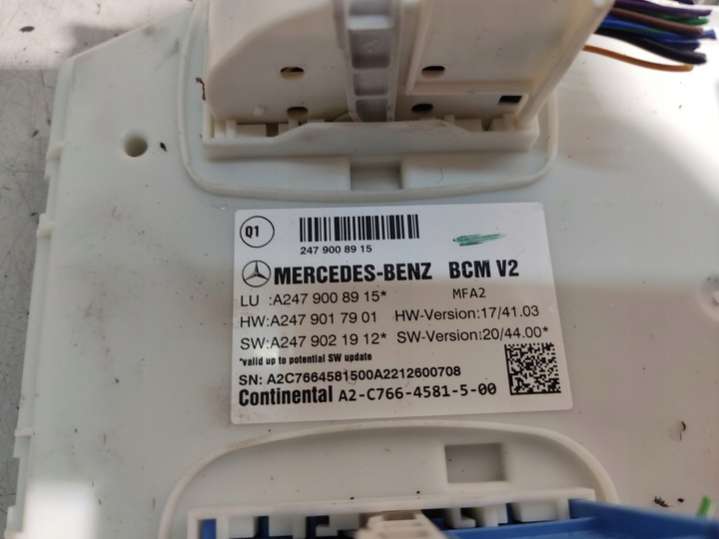 Q1
247 900 89 15
MERCEDES-BENZ BCM V2
LU :A247 900 89 15* MFA2
HW:A247 901 79 01 HW-Version:17/41.03
SW:A247 902 19 12* SW-Version:20/44.00*
*valid up to potential SW update
SN: A2C7664581500A2212600708
Continental A2-C766-4581-5-00